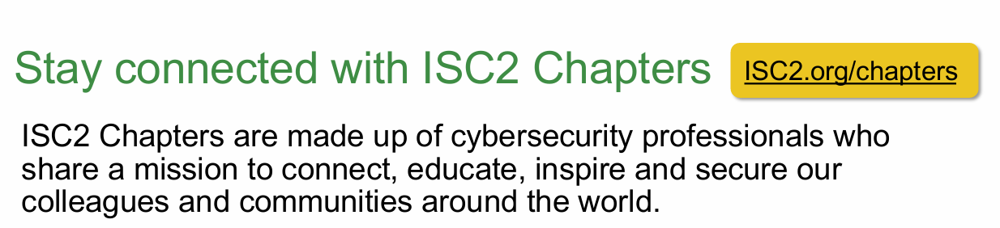 Stay connected with ISC2 Chapters ISC2.org/chapters
ISC2 Chapters are made up of cybersecurity professionals who
share a mission to connect, educate, inspire and secure our
colleagues and communities around the world.